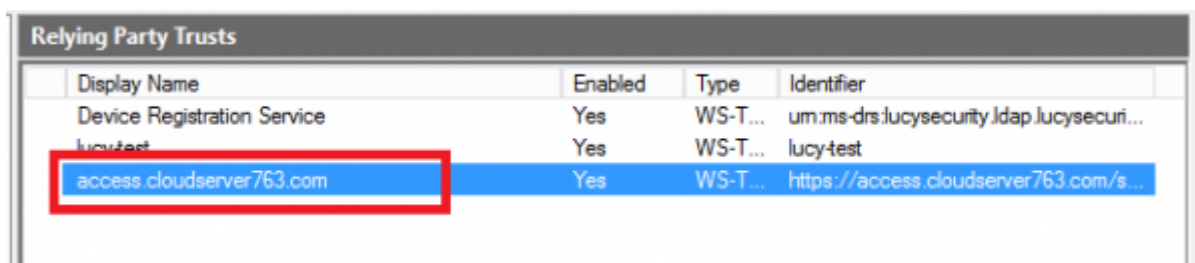 Relying Party Trusts
Display Name Enabled Type Identifier
Device Registration Service Yes WS-T... urn:ms-drs:lucysecurity.ldap.lucysecuri...
lucy-test Yes WS-T... lucy-test
access.cloudserver763.com Yes WS-T... https://access.cloudserver763.com/s...